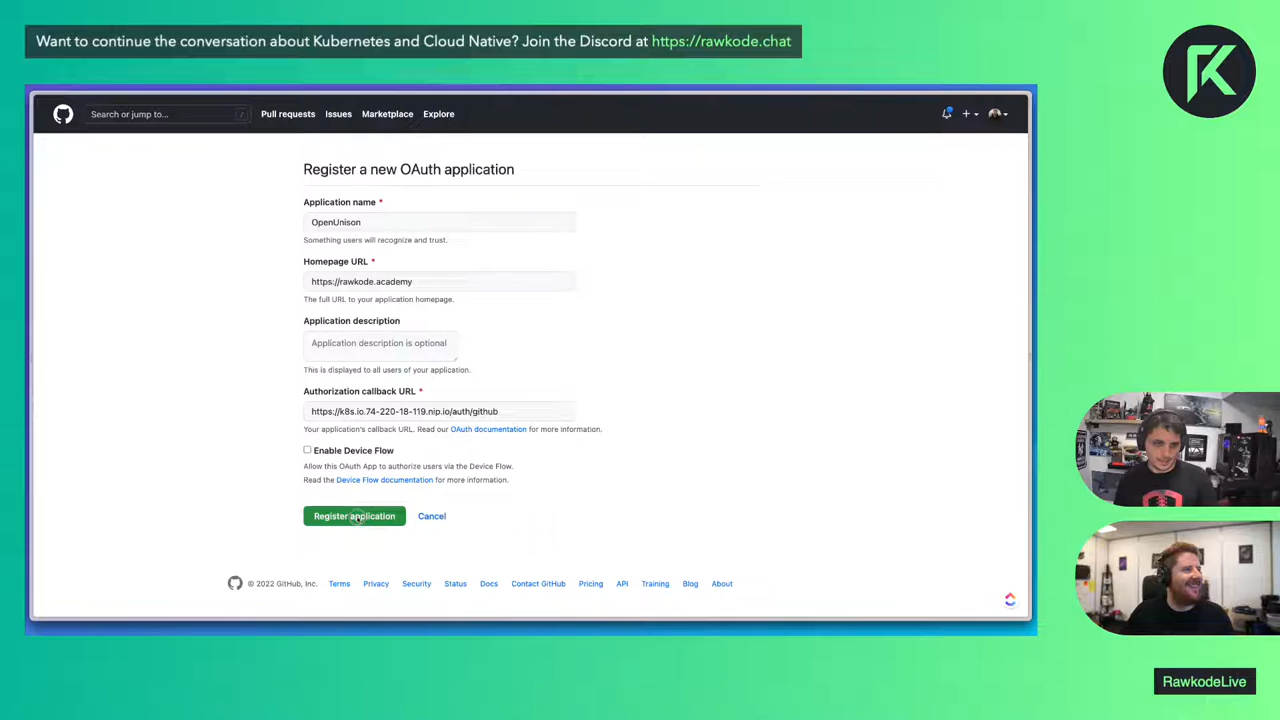 Want to continue the conversation about Kubernetes and Cloud Native? Join the Discord at https://rawkode.chat
Search or jump to... /
Pull requests Issues Marketplace Explore
Register a new OAuth application
Application name *
OpenUnison
Something users will recognize and trust.
Homepage URL *
https://rawkode.academy
The full URL to your application homepage.
Application description
Application description is optional
This is displayed to all users of your application.
Authorization callback URL *
https://k8s.io.74-220-18-119.nip.io/auth/github
Your application's callback URL. Read our OAuth documentation for more information.
Enable Device Flow
Allow this OAuth App to authorize users via the Device Flow.
Read the Device Flow documentation for more information.
Register application Cancel
© 2022 GitHub, Inc. Terms Privacy Security Status Docs Contact GitHub Pricing API Training Blog About
RawkodeLive